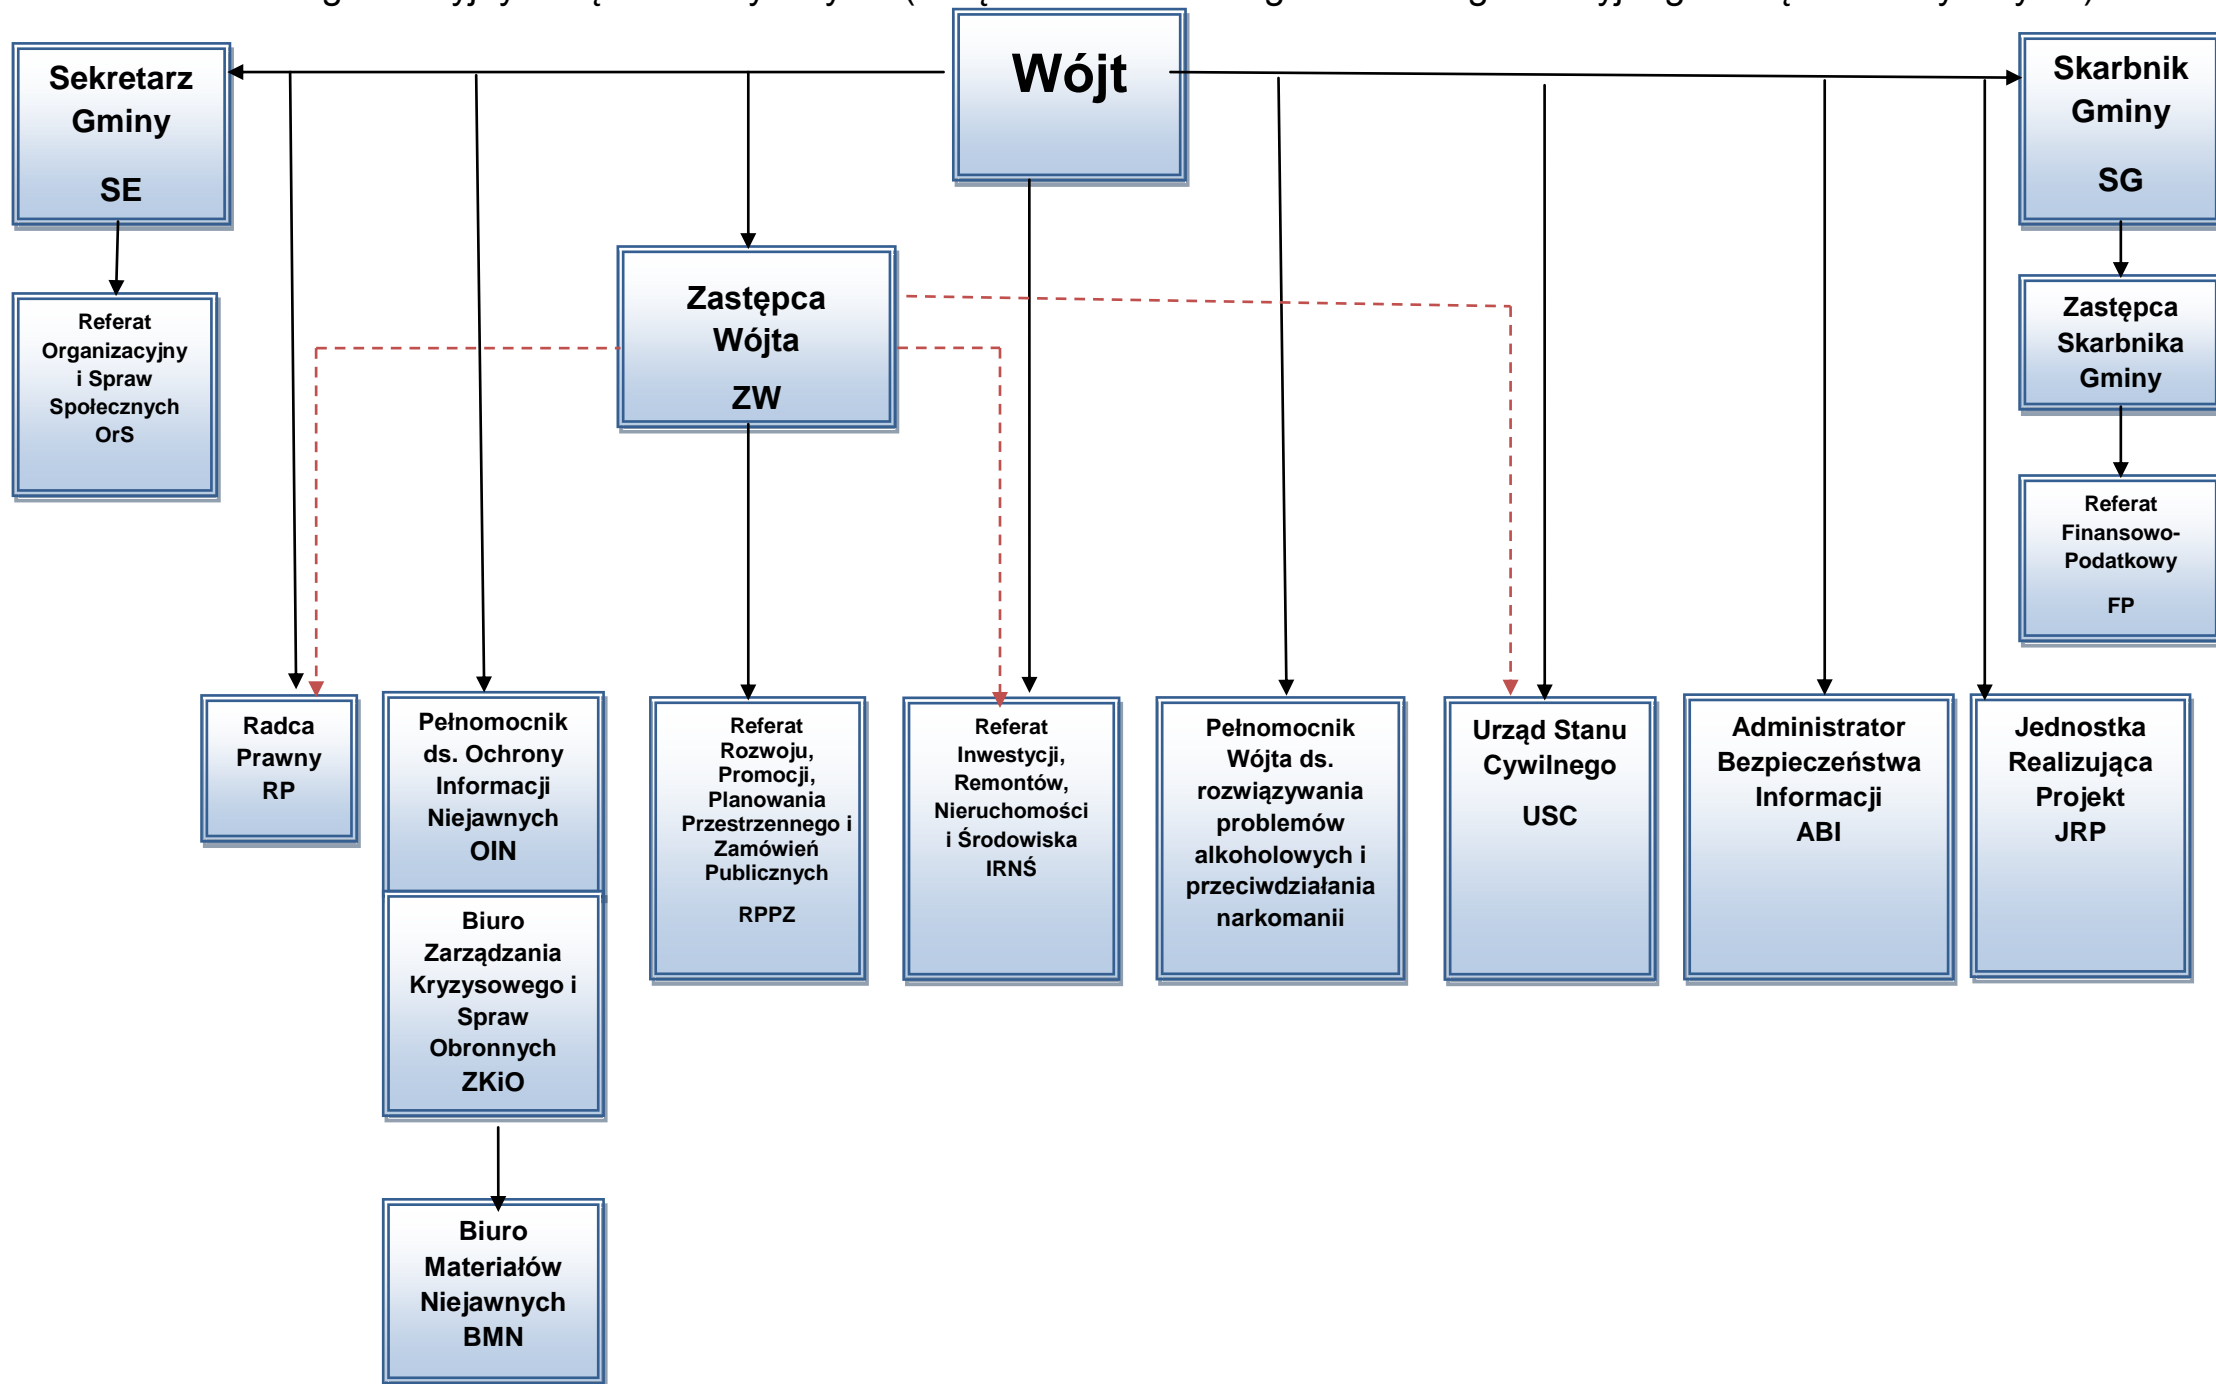 Wójt
Sekretarz
Gminy
SE
Skarbnik
Gminy
SG
Zastępca
Wójta
ZW
Referat
Organizacyjny
i Spraw
Społecznych
OrS
Zastępca
Skarbnika
Gminy
Referat
Finansowo-
Podatkowy
FP
Radca
Prawny
RP
Pełnomocnik
ds. Ochrony
Informacji
Niejawnych
OIN
Referat
Rozwoju,
Promocji,
Planowania
Przestrzennego i
Zamówień
Publicznych
RPPZ
Referat
Inwestycji,
Remontów,
Nieruchomości
i Środowiska
IRNŚ
Pełnomocnik
Wójta ds.
rozwiązywania
problemów
alkoholowych i
przeciwdziałania
narkomanii
Urząd Stanu
Cywilnego
USC
Administrator
Bezpieczeństwa
Informacji
ABI
Jednostka
Realizująca
Projekt
JRP
Biuro
Zarządzania
Kryzysowego i
Spraw
Obronnych
ZKiO
Biuro
Materiałów
Niejawnych
BMN